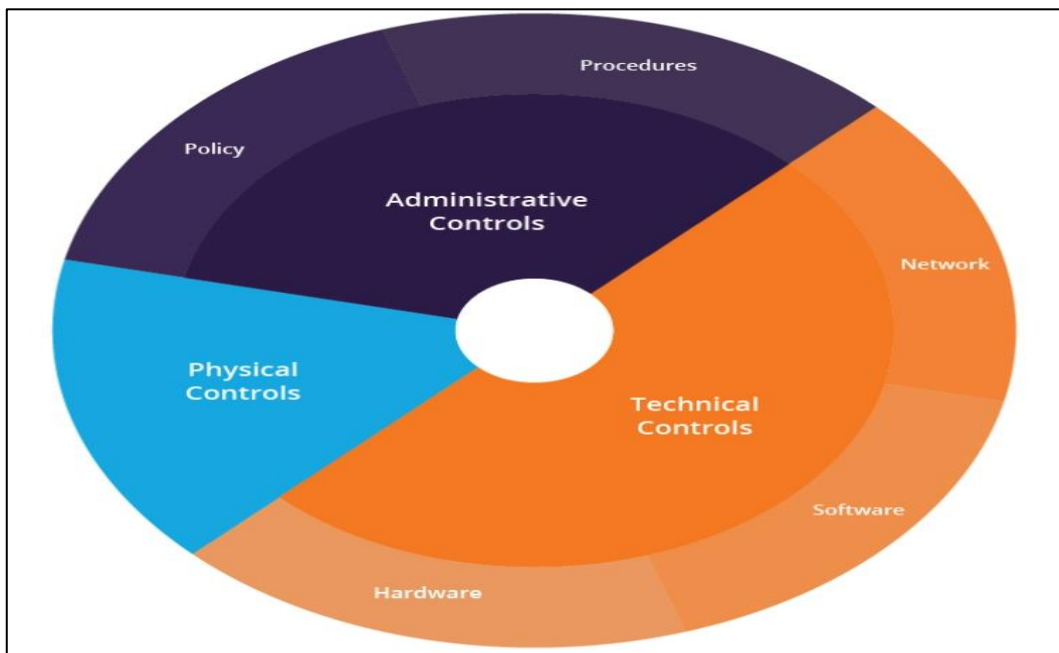 Procedures
Policy
Administrative
Controls
Network
Physical
Controls
Technical
Controls
Software
Hardware